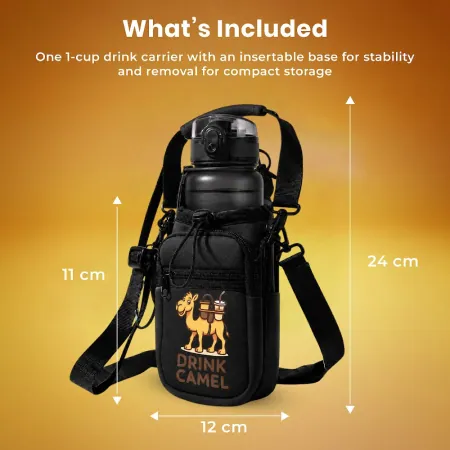 What's Included
One 1-cup drink carrier with an insertable base for stability
and removal for compact storage
24 cm
11 cm
DRINK
CAMEL
12 cm